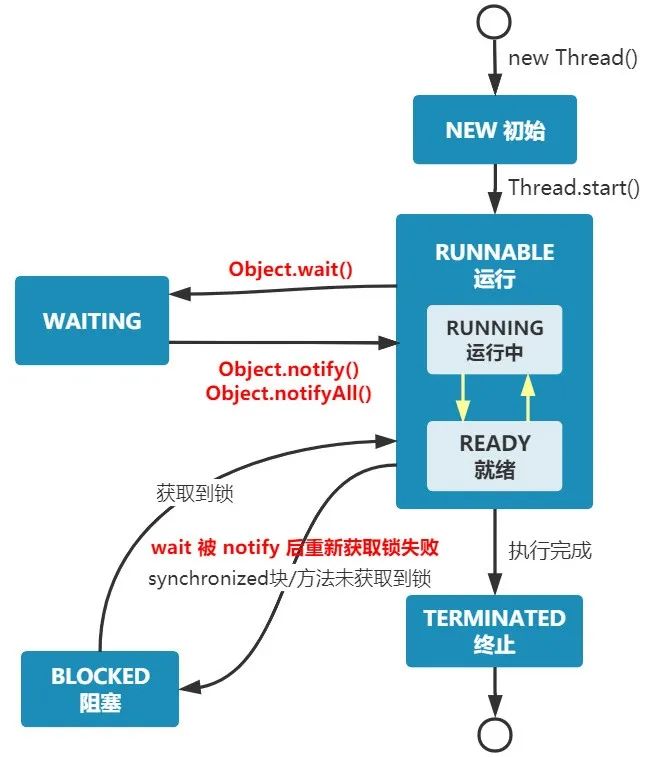 new Thread()
NEW 初始
Thread.start()
RUNNABLE
运行
Object.wait()
WAITING
RUNNING
运行中
Object.notify()
Object.notifyAll()
READY
就绪
获取到锁
wait 被 notify 后重新获取锁失败
synchronized块/方法未获取到锁
执行完成
TERMINATED
终止
BLOCKED
阻塞